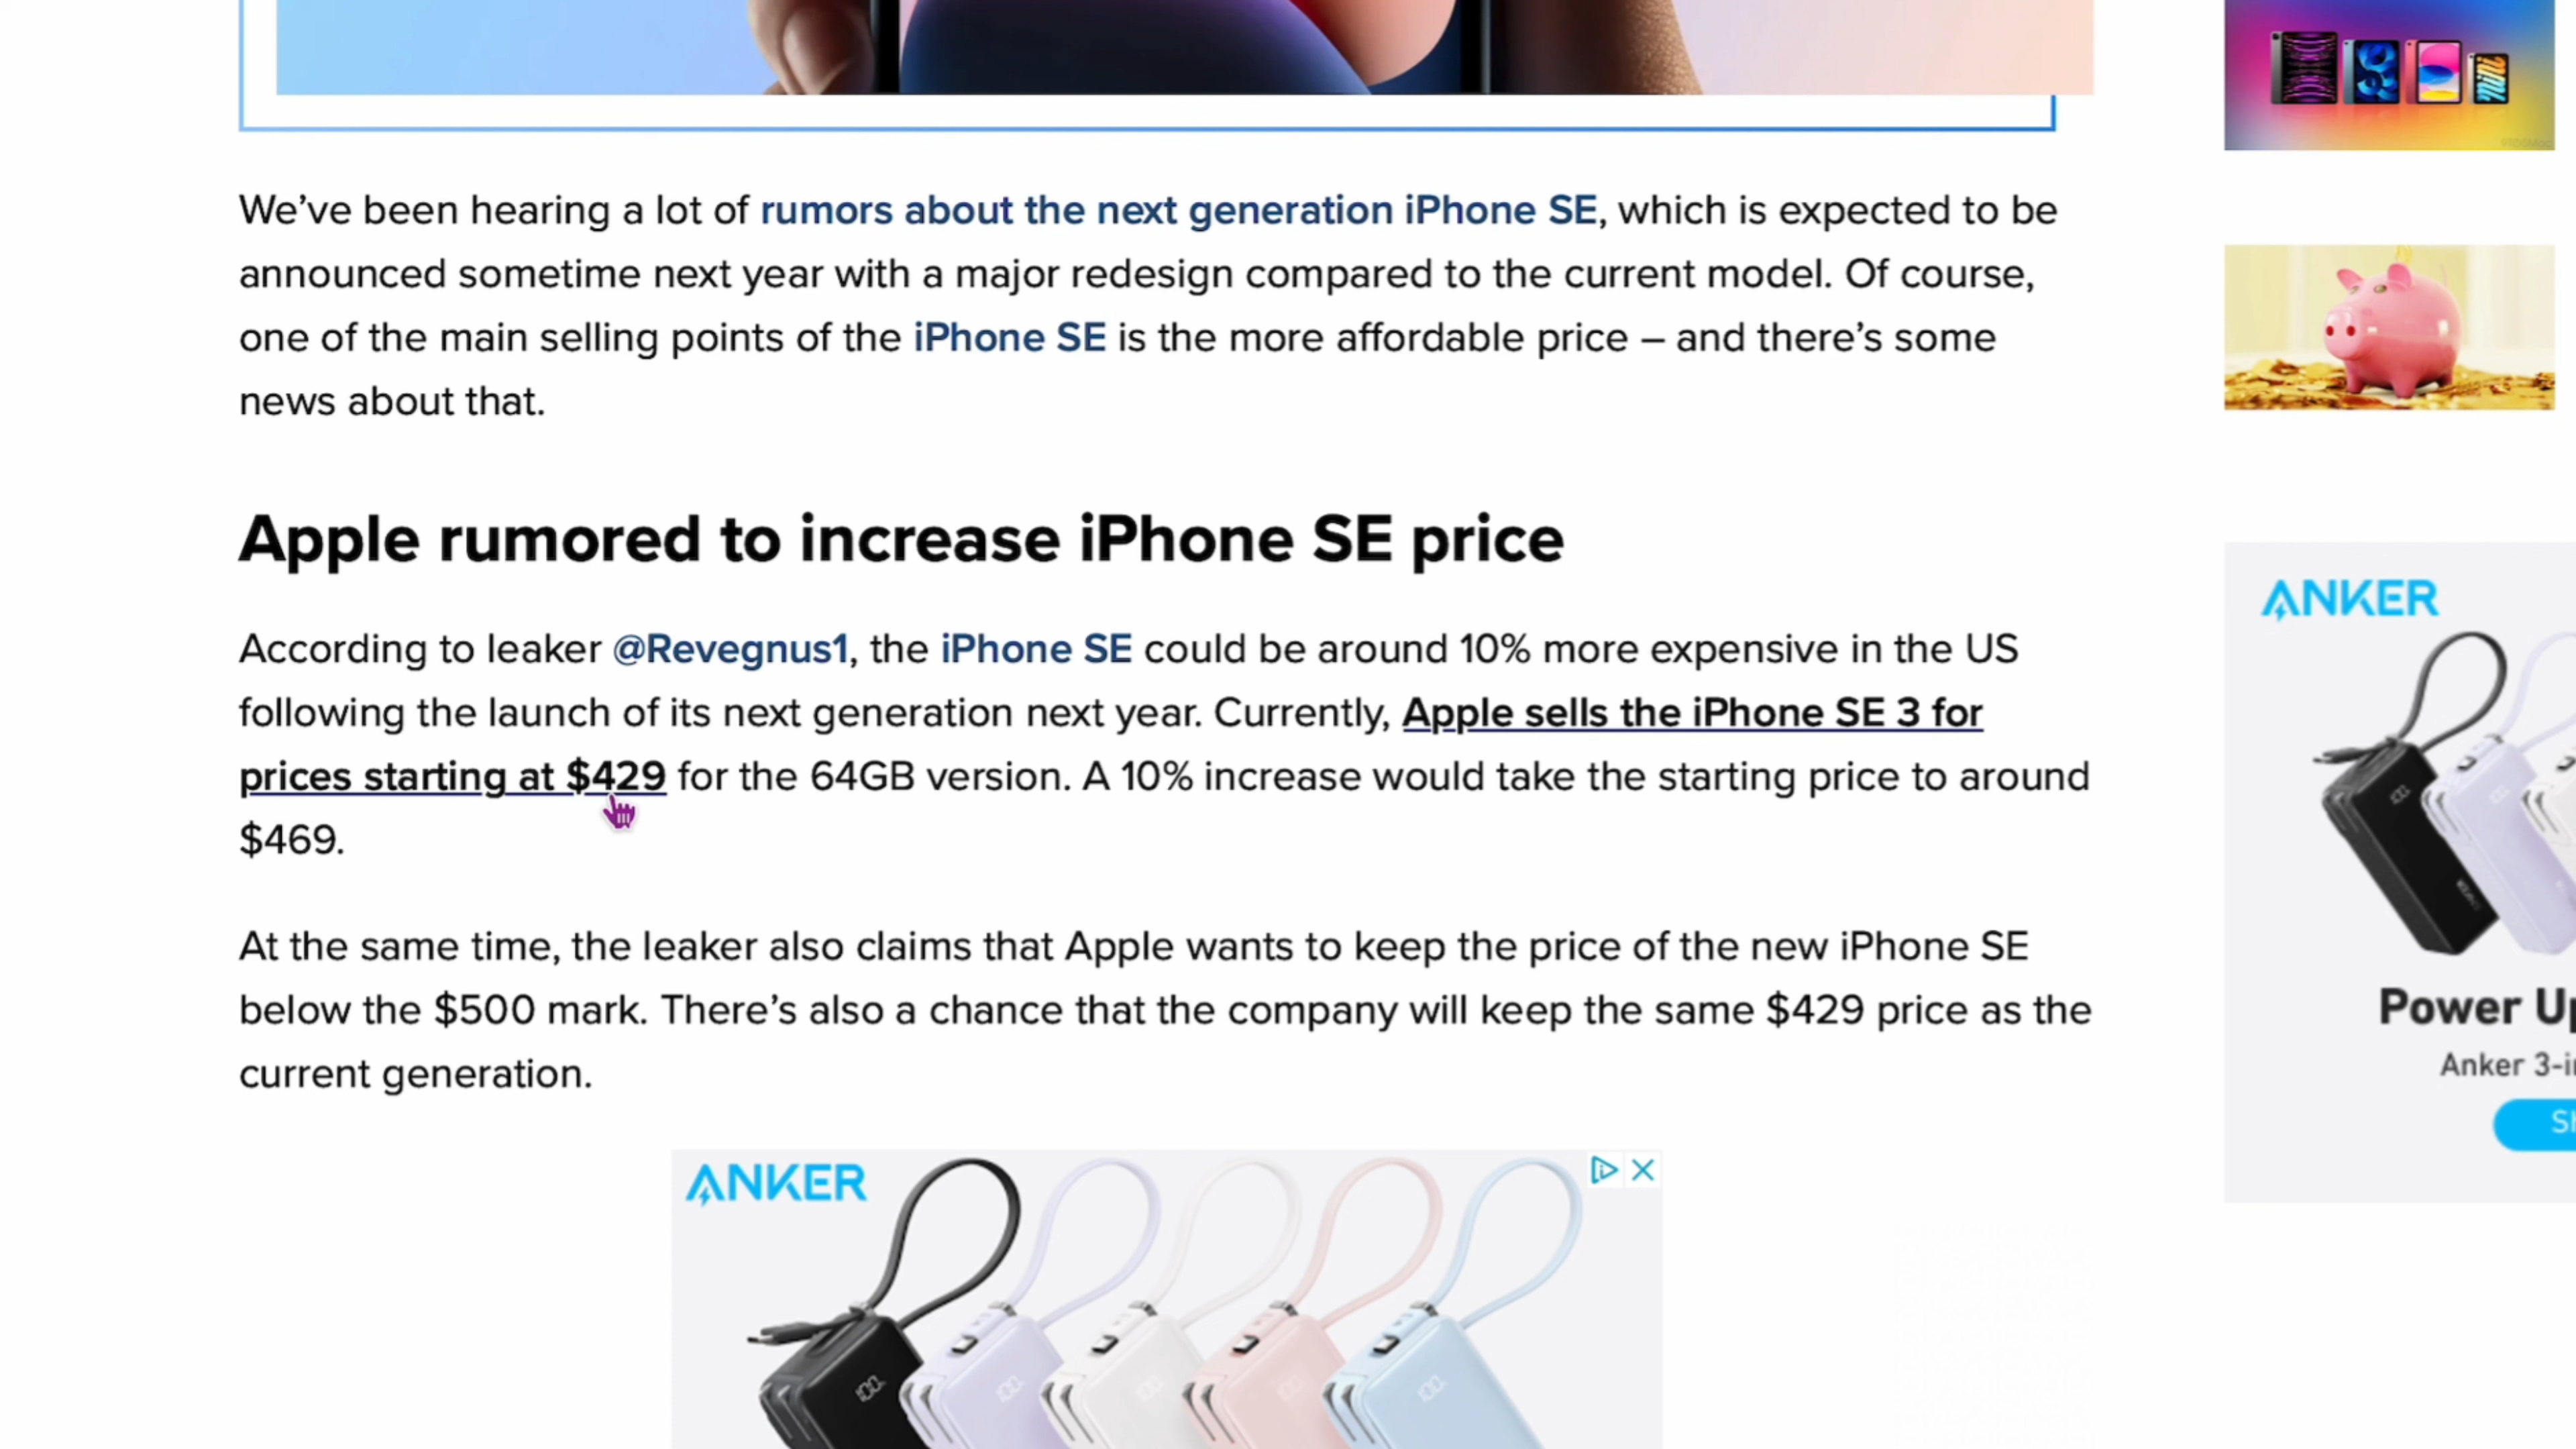 We've been hearing a lot of rumors about the next generation iPhone SE, which is expected to be
announced sometime next year with a major redesign compared to the current model. Of course,
one of the main selling points of the iPhone SE is the more affordable price – and there's some
news about that.
Apple rumored to increase iPhone SE price
According to leaker @Revegnus1, the iPhone SE could be around 10% more expensive in the US
following the launch of its next generation next year. Currently, Apple sells the iPhone SE 3 for
prices starting at $429 for the 64GB version. A 10% increase would take the starting price to around
$469.
At the same time, the leaker also claims that Apple wants to keep the price of the new iPhone SE
below the $500 mark. There's also a chance that the company will keep the same $429 price as the
current generation.
ANKER
mini
ANKER
Power Up
Anker 3-i